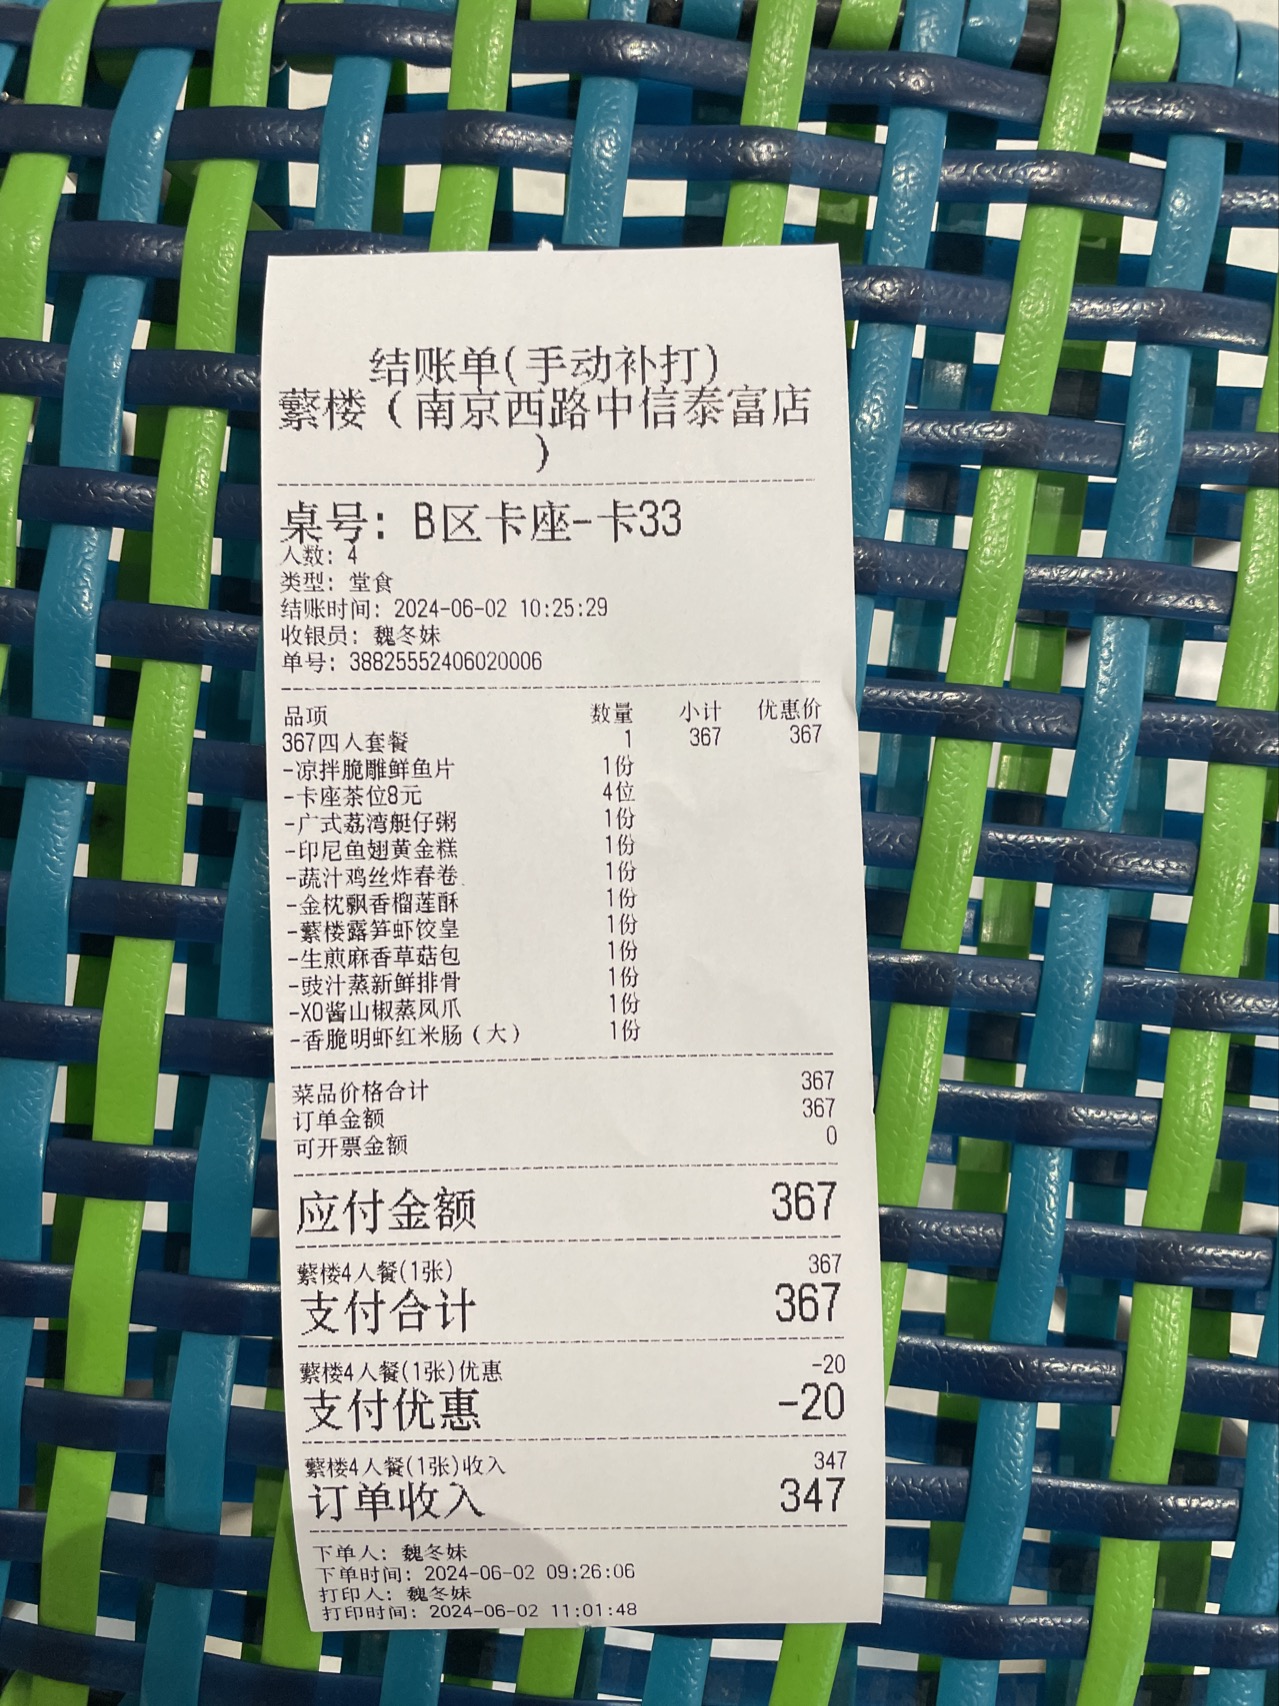 结账单(手动补打)
蘩楼（南京西路中信泰富店
）
桌号: B区卡座-卡33
人数: 4
类型: 堂食
结账时间: 2024-06-02 10:25:29
收银员: 魏冬妹
单号: 38825552406020006
品项 数量 小计 优惠价
367四人套餐 1 367 367
-凉拌脆雕鲜鱼片 1份
-卡座茶位8元 4位
-广式荔湾艇仔粥 1份
-印尼鱼翅黄金糕 1份
-蔬汁鸡丝炸春卷 1份
-金枕飘香榴莲酥 1份
-蘩楼露笋虾饺皇 1份
-生煎麻香草菇包 1份
-豉汁蒸新鲜排骨 1份
-XO酱山椒蒸凤爪 1份
-香脆明虾红米肠（大） 1份
菜品价格合计 367
订单金额 367
可开票金额 0
应付金额 367
蘩楼4人餐(1张) 367
支付合计 367
蘩楼4人餐(1张)优惠 -20
支付优惠 -20
蘩楼4人餐(1张)收入 347
订单收入 347
下单人: 魏冬妹
下单时间: 2024-06-02 09:26:06
打印人: 魏冬妹
打印时间: 2024-06-02 11:01:48